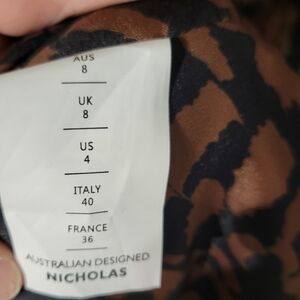 AUS
8
UK
8
US
4
ITALY
40
FRANCE
36
AUSTRALIAN DESIGNED
NICHOLAS